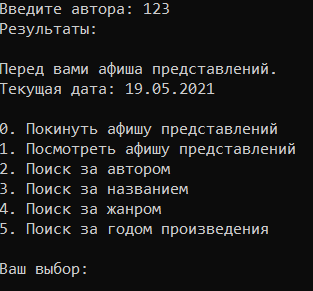 Введите автора: 123
Результаты:
Перед вами афиша представлений.
Текущая дата: 19.05.2021
0. Покинуть афишу представлений
1. Посмотреть афишу представлений
2. Поиск за автором
3. Поиск за названием
4. Поиск за жанром
5. Поиск за годом произведения
Ваш выбор: